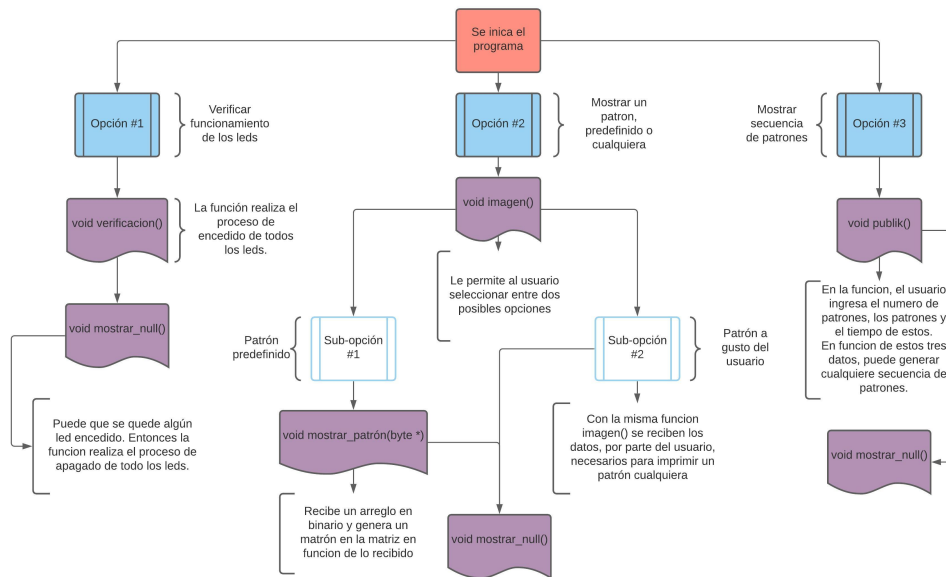 Se inica el
programa
Opción #1
Verificar
funcionamiento
de los leds
Opción #2
Mostrar un
patron,
predefinido o
cualquiera
Mostrar
secuencia
de patrones
Opción #3
void verificacion()
La función realiza el
proceso de
encedido de todos
los leds.
void imagen()
void publik()
Le permite al usuario
seleccionar entre dos
posibles opciones
En la funcion, el usuario
ingresa el numero de
patrones, los patrones y
el tiempo de estos.
En funcion de estos tres
datos, puede generar
cualquiere secuencia de
patrones.
void mostrar_null()
Patrón
predefinido
Sub-opción
#1
Sub-opción
#2
Patrón a
gusto del
usuario
Puede que se quede algún
led encedido. Entonces la
funcion realiza el proceso de
apagado de todo los leds.
void mostrar_patrón(byte *)
Con la misma funcion
imagen() se reciben los
datos, por parte del usuario,
necesarios para imprimir un
patrón cualquiera
void mostrar_null()
Recibe un arreglo en
binario y genera un
matrón en la matriz en
funcion de lo recibido
void mostrar_null()